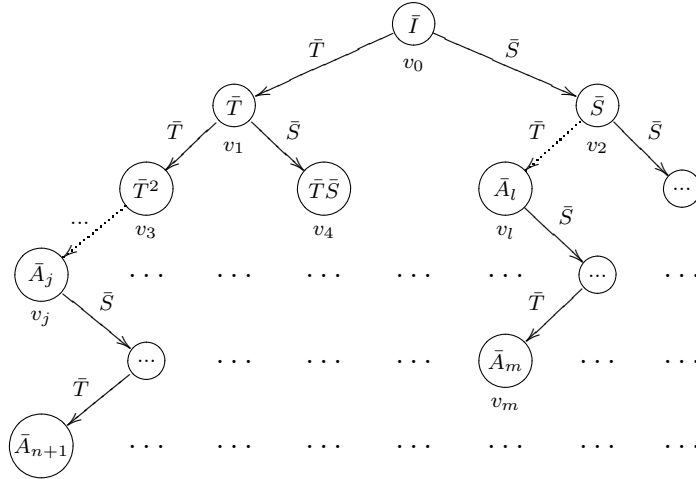 Ī
T̄ S̄
v₀
T̄ S̄
T̄ S̄ v₁ T̄ v₂ S̄
T̄² T̄S̄ Ā_l ...
... v₃ v₄ v_l S̄
Ā_j ... ... ... ... ... ...
v_j S̄ T̄
... ... ... ... Ā_m ... ...
T̄ v_m
Ā_{n+1} ... ... ... ... ... ...